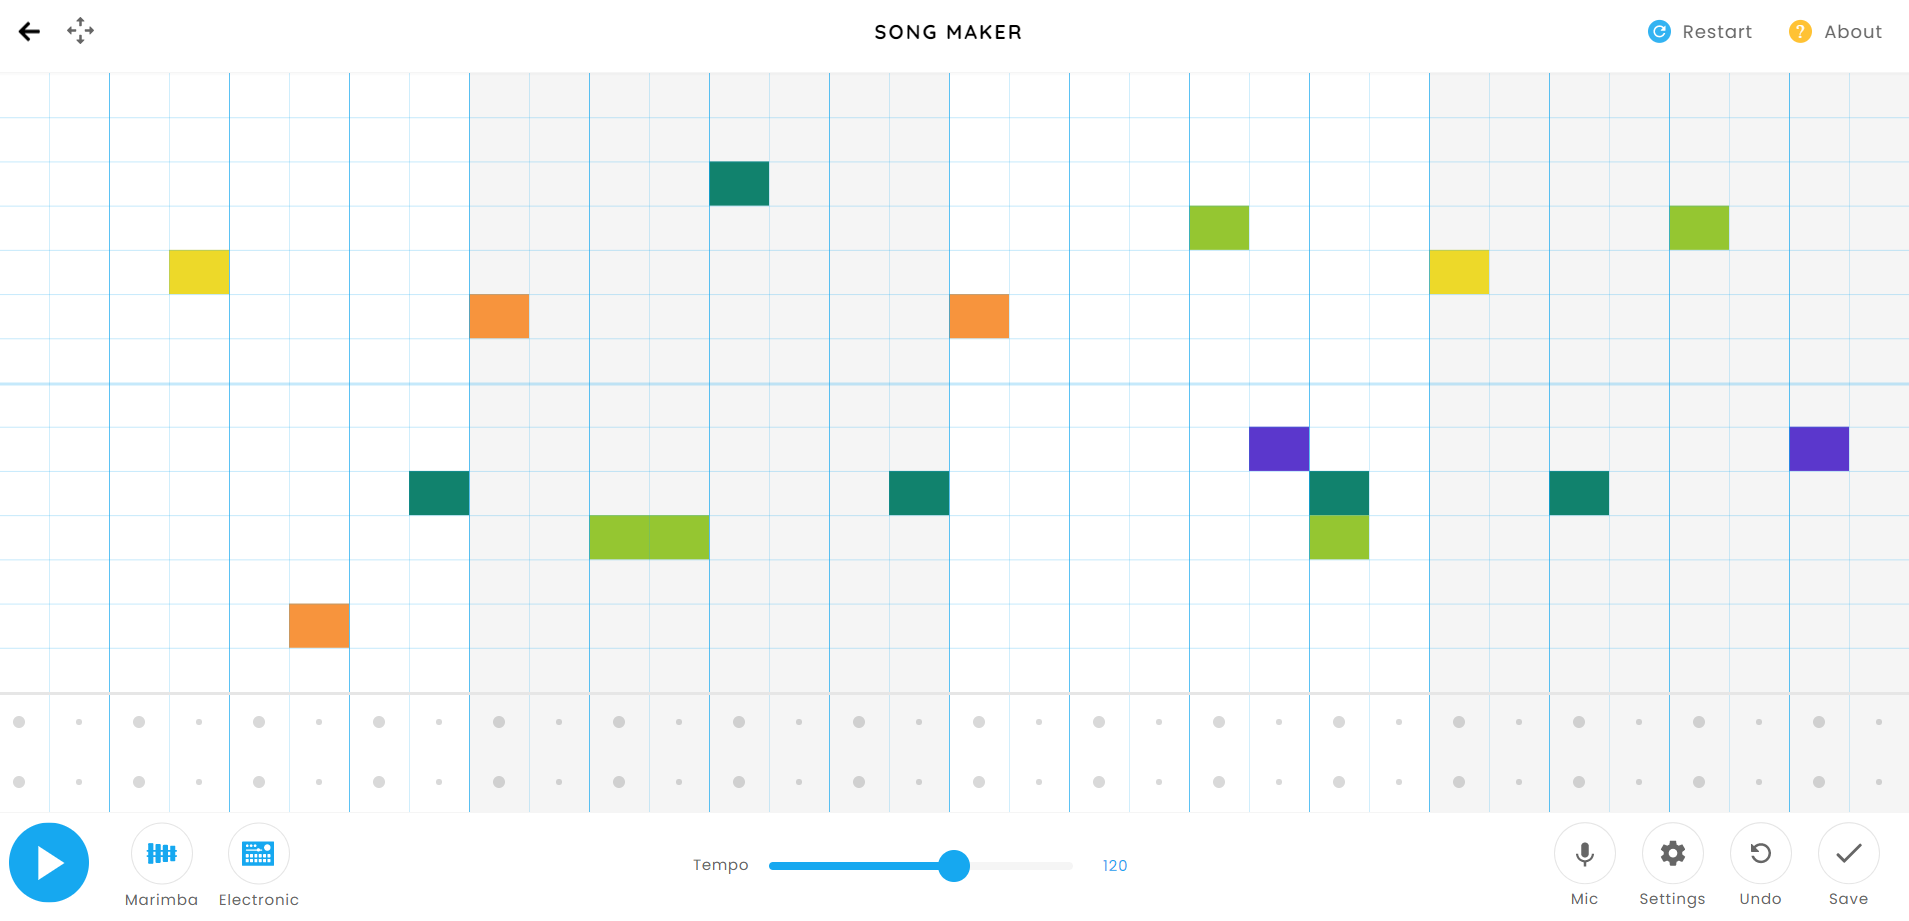 SONG MAKER
Restart
? About
Tempo
120
Marimba
Electronic
Mic
Settings
Undo
Save